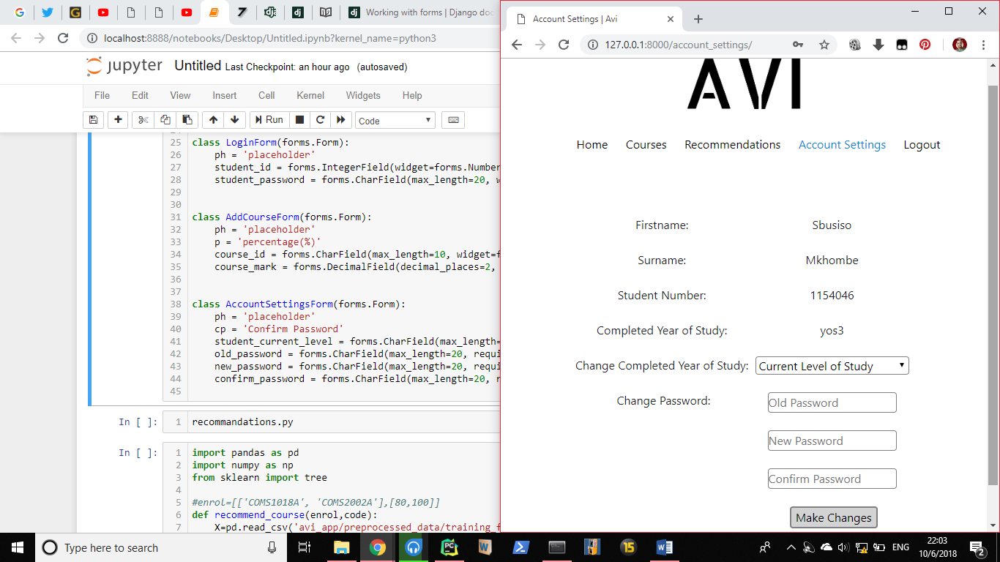 Working with forms | Django doc
localhost:8888/notebooks/Desktop/Untitled.ipynb?kernel_name=python3
jupyter Untitled Last Checkpoint: an hour ago (autosaved)
File Edit View Insert Cell Kernel Widgets Help
Run Code
25 class LoginForm(forms.Form):
26 ph = 'placeholder'
27 student_id = forms.IntegerField(widget=forms.Number
28 student_password = forms.CharField(max_length=20, w
29
30
31 class AddCourseForm(forms.Form):
32 ph = 'placeholder'
33 p = 'percentage(%)'
34 course_id = forms.CharField(max_length=10, widget=f
35 course_mark = forms.DecimalField(decimal_places=2,
36
37
38 class AccountSettingsForm(forms.Form):
39 ph = 'placeholder'
40 cp = 'Confirm Password'
41 student_current_level = forms.CharField(max_length=
42 old_password = forms.CharField(max_length=20, requi
43 new_password = forms.CharField(max_length=20, requi
44 confirm_password = forms.CharField(max_length=20, r
45
In [ ]: 1 recommandations.py
In [ ]: 1 import pandas as pd
2 import numpy as np
3 from sklearn import tree
4
5 #enrol=[['COMS1018A', 'COMS2002A'],[80,100]]
6 def recommend_course(enrol,code):
7 X=pd.read_csv('avi_app/preprocessed_data/training_f
Account Settings | Avi
127.0.0.1:8000/account_settings/
AVI
Home Courses Recommendations Account Settings Logout
Firstname: Sbusiso
Surname: Mkhombe
Student Number: 1154046
Completed Year of Study: yos3
Change Completed Year of Study: Current Level of Study
Change Password: Old Password
New Password
Confirm Password
Make Changes
Type here to search
ENG
22:03
10/6/2018
2